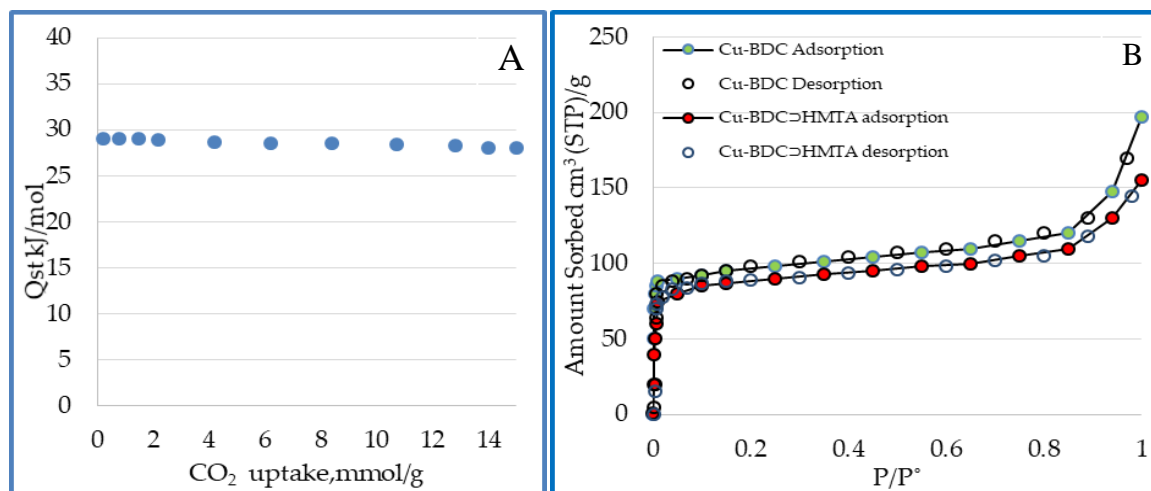 A
40
35
30
25
20
15
10
5
0
0 2 4 6 8 10 12 14
Qst kJ/mol
CO₂ uptake,mmol/g
B
250
200
150
100
50
0
0 0.2 0.4 0.6 0.8 1
Amount Sorbed cm³ (STP)/g
P/P°
Cu-BDC Adsorption
Cu-BDC Desorption
Cu-BDC⊃HMTA adsorption
Cu-BDC⊃HMTA desorption